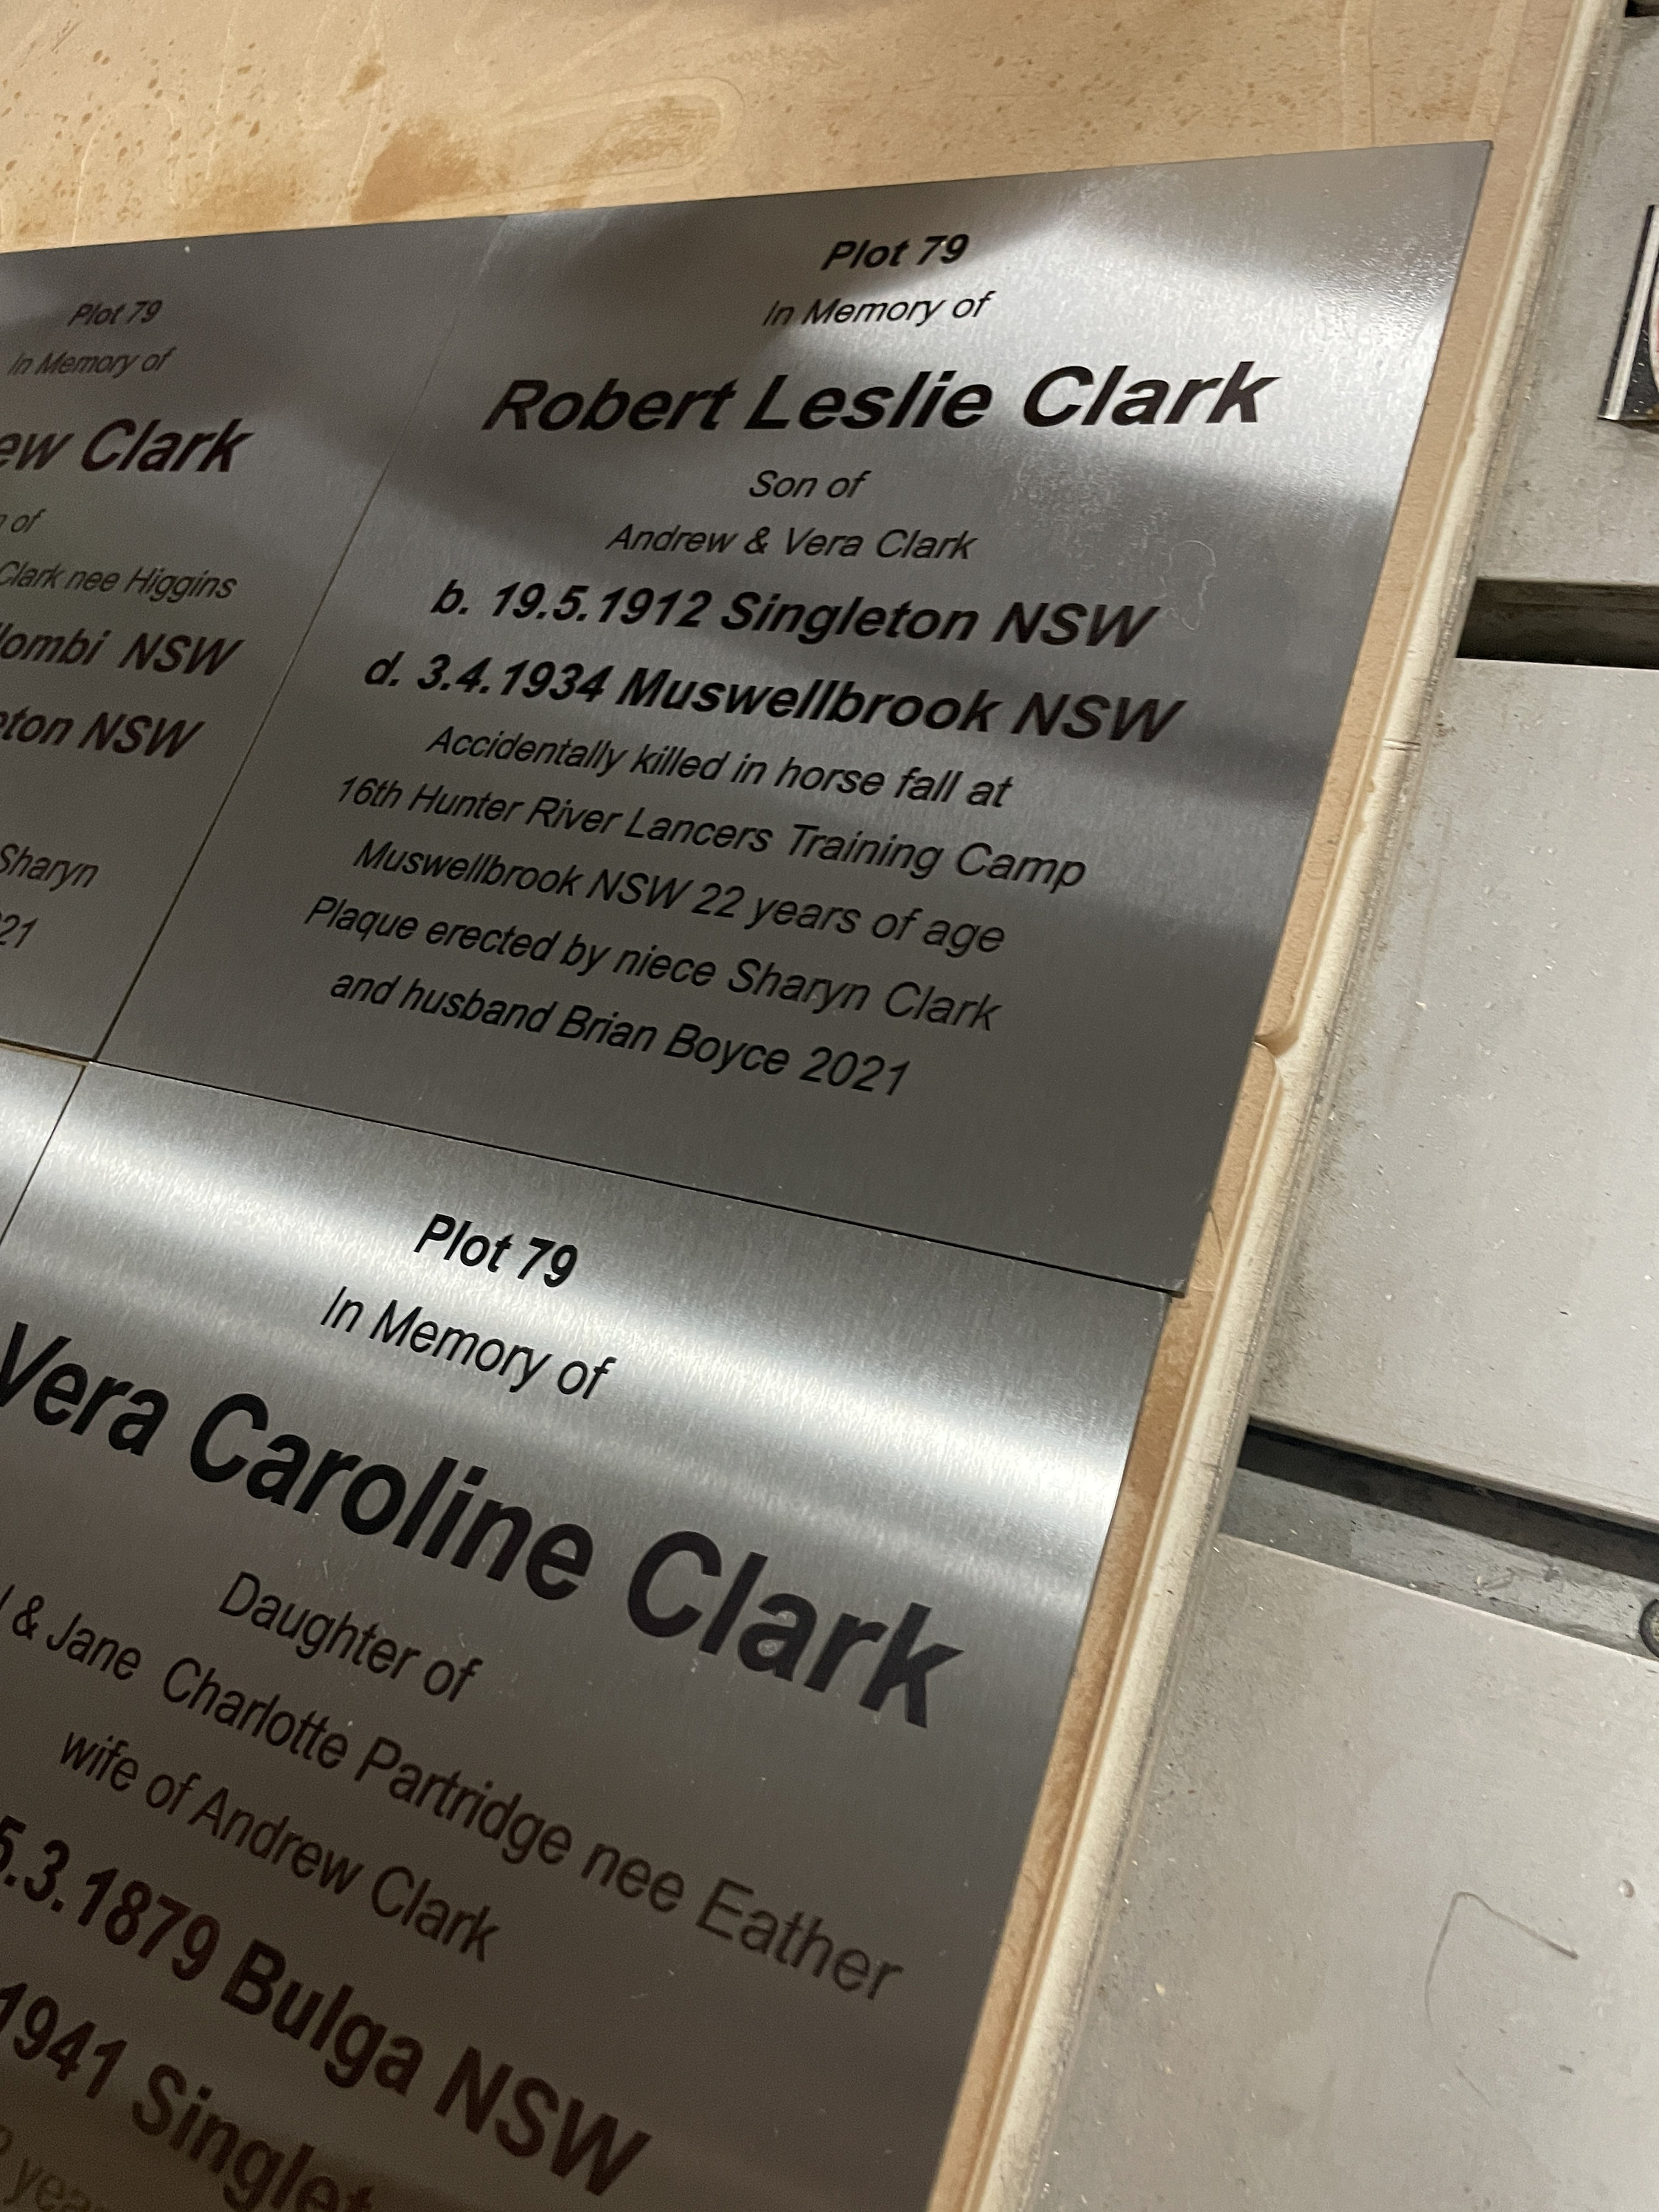 Plot 79
In Memory of
Clark
of
Clark nee Higgins
NSW
NSW
Sharyn
21
Plot 79
In Memory of
Robert Leslie Clark
Son of
Andrew & Vera Clark
b. 19.5.1912 Singleton NSW
d. 3.4.1934 Muswellbrook NSW
Accidentally killed in horse fall at
16th Hunter River Lancers Training Camp
Muswellbrook NSW 22 years of age
Plaque erected by niece Sharyn Clark
and husband Brian Boyce 2021
Plot 79
In Memory of
Vera Caroline Clark
Daughter of
& Jane Charlotte Partridge nee Eather
wife of Andrew Clark
5.3.1879 Bulga NSW
1941 Singlet